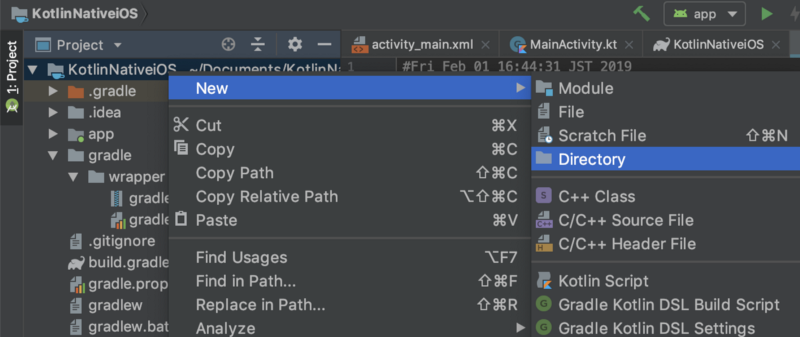 KotlinNativeiOS
app
1: Project
Project
activity_main.xml
MainActivity.kt
KotlinNativeiOS
KotlinNativeiOS ~/Documents/KotlinNa
1
#Fri Feb 01 16:44:31 JST 2019
.gradle
.idea
app
gradle
wrapper
gradle
gradle
.gitignore
build.gradle
gradle.prop
gradlew
gradlew.bat
New
Cut ⌘X
Copy ⌘C
Copy Path ⇧⌘C
Copy Relative Path ⌥⇧⌘C
Paste ⌘V
Find Usages ⌥F7
Find in Path... ⇧⌘F
Replace in Path... ⇧⌘R
Analyze
Module
File
Scratch File ⇧⌘N
Directory
C++ Class
C/C++ Source File
C/C++ Header File
Kotlin Script
Gradle Kotlin DSL Build Script
Gradle Kotlin DSL Settings